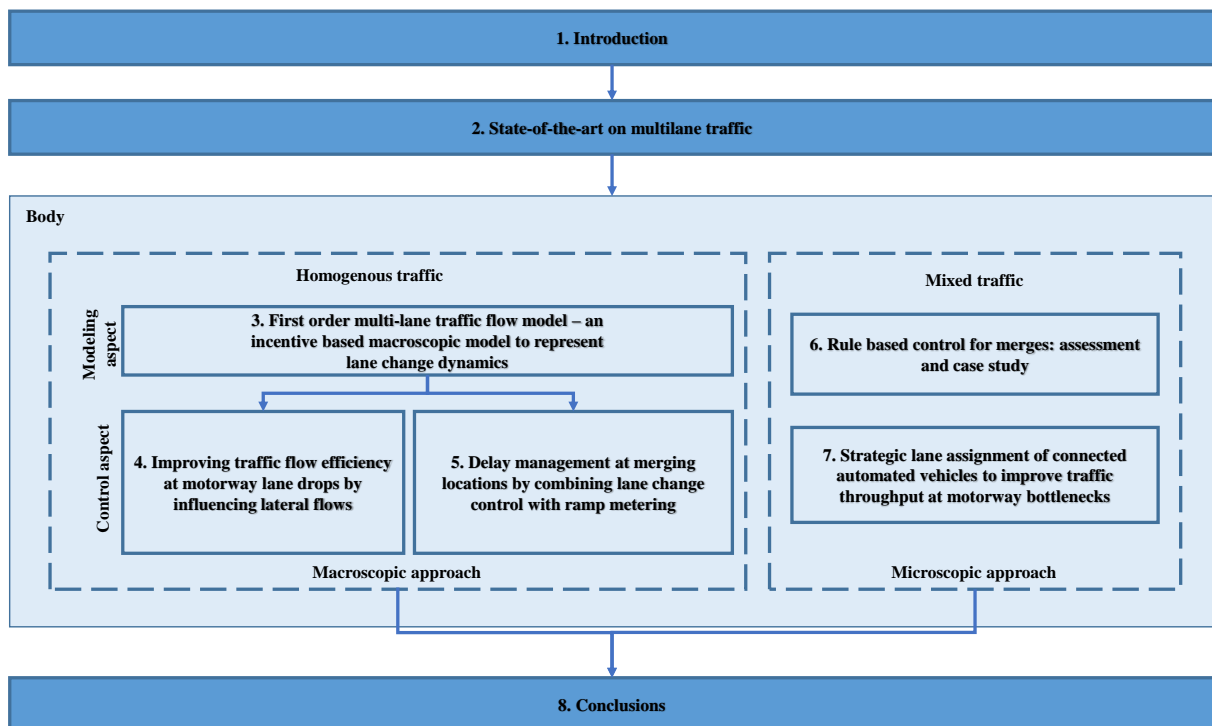 1. Introduction
2. State-of-the-art on multilane traffic
Body
Homogenous traffic
Modeling
aspect
3. First order multi-lane traffic flow model – an
incentive based macroscopic model to represent
lane change dynamics
Control aspect
4. Improving traffic flow efficiency
at motorway lane drops by
influencing lateral flows
5. Delay management at merging
locations by combining lane change
control with ramp metering
Macroscopic approach
Mixed traffic
6. Rule based control for merges: assessment
and case study
7. Strategic lane assignment of connected
automated vehicles to improve traffic
throughput at motorway bottlenecks
Microscopic approach
8. Conclusions